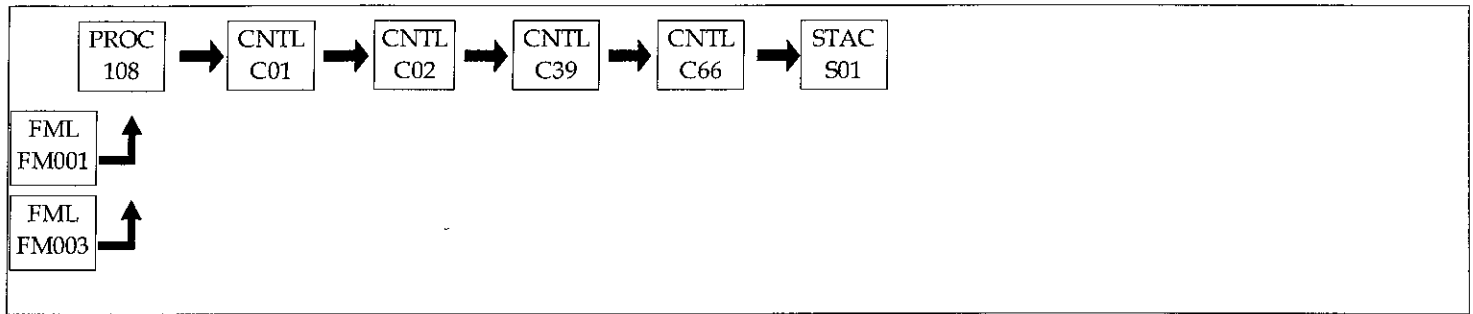 PROC
108
CNTL
C01
CNTL
C02
CNTL
C39
CNTL
C66
STAC
S01
FML
FM001
FML
FM003